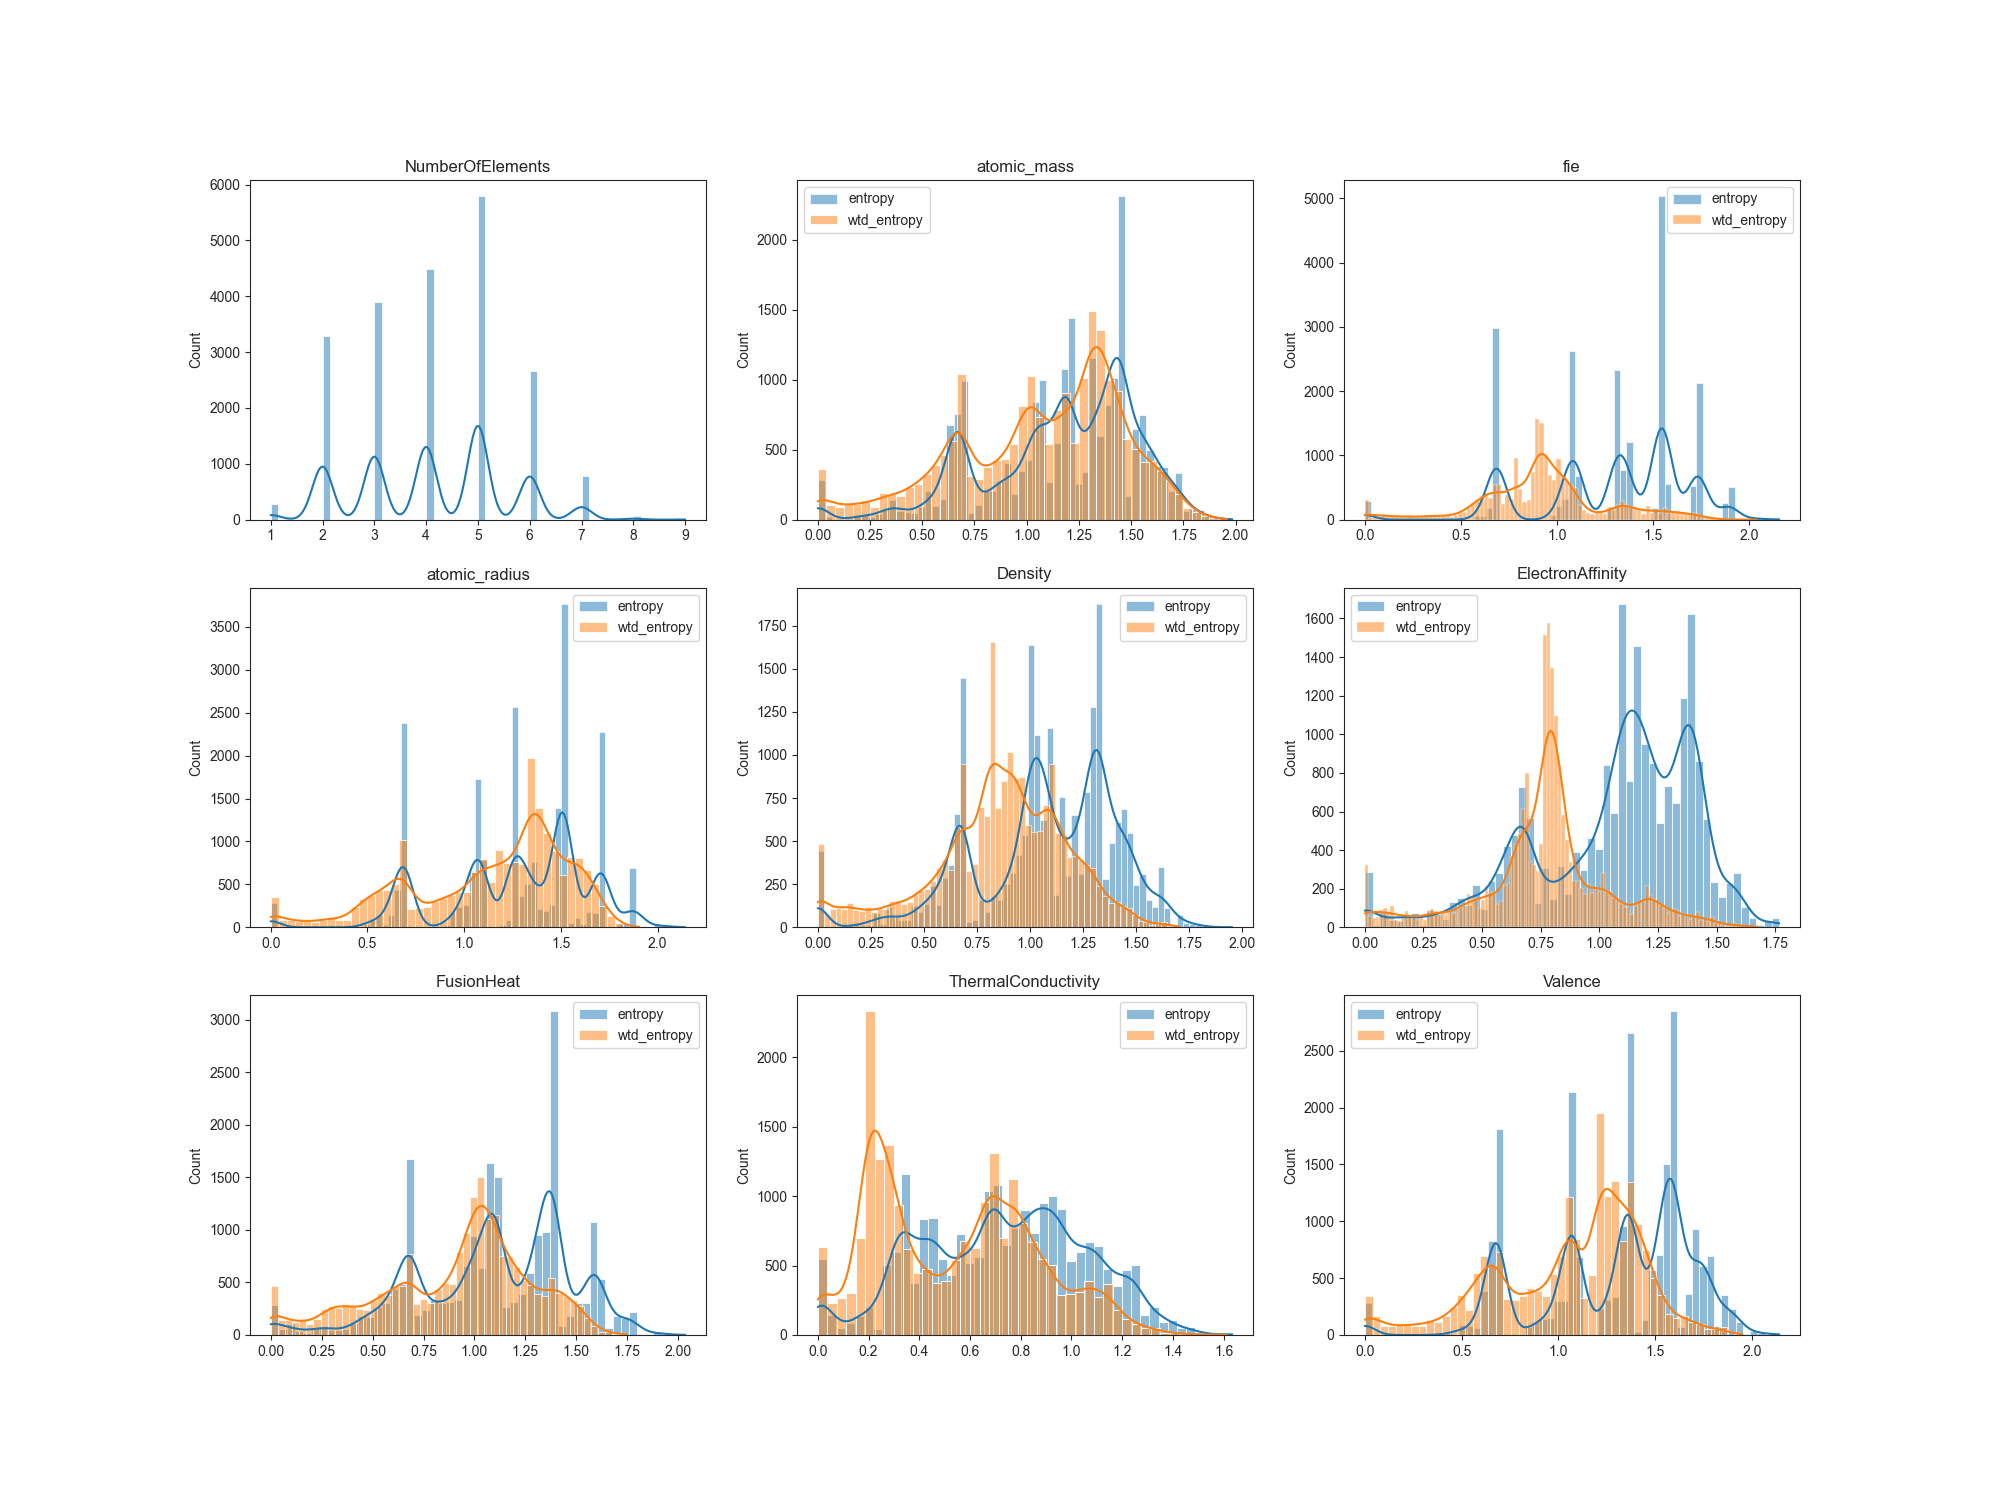 NumberOfElements
6000
5000
4000
3000
2000
1000
0
Count
1 2 3 4 5 6 7 8 9
atomic_mass
entropy
wtd_entropy
2000
1500
1000
500
0
Count
0.00 0.25 0.50 0.75 1.00 1.25 1.50 1.75 2.00
fie
entropy
wtd_entropy
5000
4000
3000
2000
1000
0
Count
0.0 0.5 1.0 1.5 2.0
atomic_radius
entropy
wtd_entropy
3500
3000
2500
2000
1500
1000
500
0
Count
0.0 0.5 1.0 1.5 2.0
Density
entropy
wtd_entropy
1750
1500
1250
1000
750
500
250
0
Count
0.00 0.25 0.50 0.75 1.00 1.25 1.50 1.75 2.00
ElectronAffinity
entropy
wtd_entropy
1600
1400
1200
1000
800
600
400
200
0
Count
0.00 0.25 0.50 0.75 1.00 1.25 1.50 1.75
FusionHeat
entropy
wtd_entropy
3000
2500
2000
1500
1000
500
0
Count
0.00 0.25 0.50 0.75 1.00 1.25 1.50 1.75 2.00
ThermalConductivity
entropy
wtd_entropy
2000
1500
1000
500
0
Count
0.0 0.2 0.4 0.6 0.8 1.0 1.2 1.4 1.6
Valence
entropy
wtd_entropy
2500
2000
1500
1000
500
0
Count
0.0 0.5 1.0 1.5 2.0